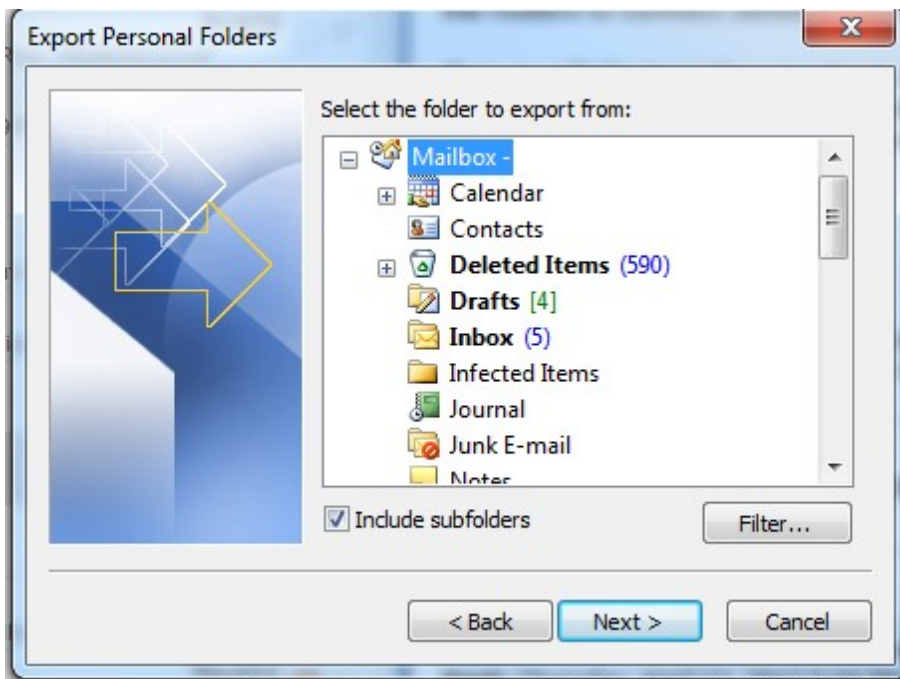 Export Personal Folders
Select the folder to export from:
Mailbox -
Calendar
Contacts
Deleted Items (590)
Drafts [4]
Inbox (5)
Infected Items
Journal
Junk E-mail
Notes
Include subfolders
Filter...
< Back
Next >
Cancel